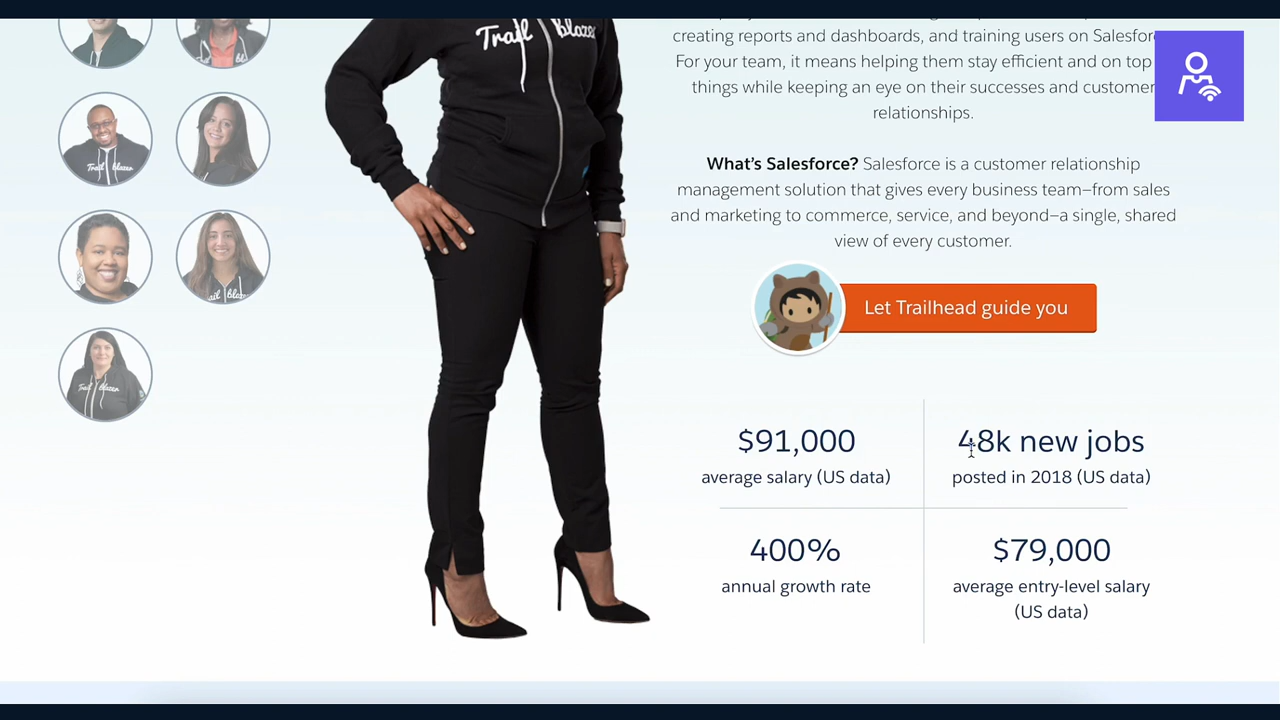 Trail blazer
creating reports and dashboards, and training users on
For your team, it means helping them stay efficient and on top
things while keeping an eye on their successes and customer
relationships.
What's Salesforce? Salesforce is a customer relationship
management solution that gives every business team—from sales
and marketing to commerce, service, and beyond—a single, shared
view of every customer.
Let Trailhead guide you
$91,000
average salary (US data)
48k new jobs
posted in 2018 (US data)
400%
annual growth rate
$79,000
average entry-level salary
(US data)